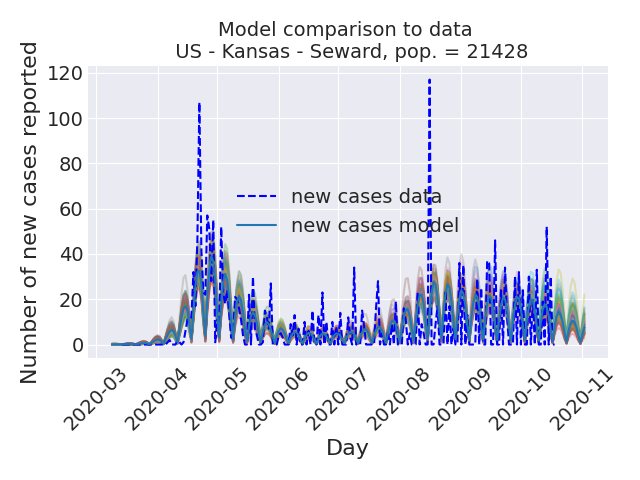 Model comparison to data
US - Kansas - Seward, pop. = 21428
Number of new cases reported
120
100
80
60
40
20
0
new cases data
new cases model
2020-03
2020-04
2020-05
2020-06
2020-07
2020-08
2020-09
2020-10
2020-11
Day